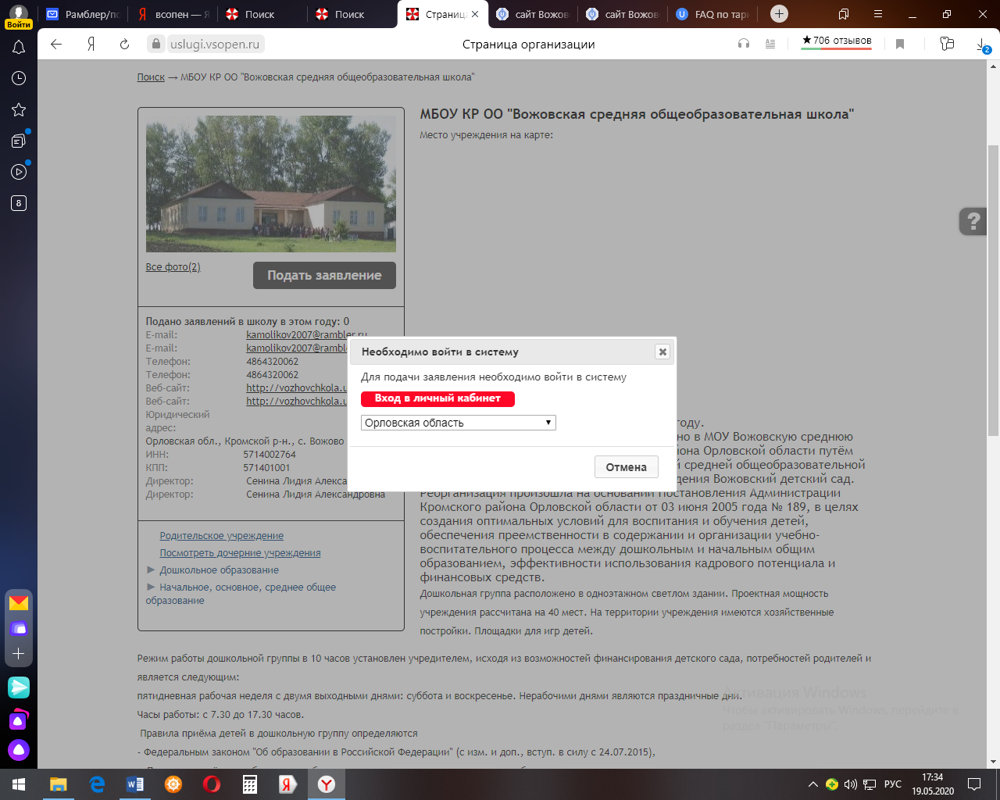 Войти
Рамблер/по
всопен — Я
Поиск
Поиск
Страница
сайт Вожов
сайт Вожов
FAQ по тар
uslugi.vsopen.ru
Страница организации
★706 отзывов
2
8
Поиск → МБОУ КР ОО "Вожовская средняя общеобразовательная школа"
МБОУ КР ОО "Вожовская средняя общеобразовательная школа"
Место учреждения на карте:
?
Все фото(2)
Подать заявление
Подано заявлений в школу в этом году: 0
E-mail: kamolikov2007@rambler.ru
E-mail: kamolikov2007@rambl
Телефон: 4864320062
Телефон: 4864320062
Веб-сайт: http://vozhovchkola.u
Веб-сайт: http://vozhovchkola.u
Юридический
адрес:
Орловская обл., Кромской р-н., с. Вожово
ИНН: 5714002764
КПП: 571401001
Директор: Сенина Лидия Алекса
Директор: Сенина Лидия Александровна
Необходимо войти в систему
Для подачи заявления необходимо войти в систему
Вход в личный кабинет
Орловская область
Отмена
году.
но в МОУ Вожовскую среднюю
йона Орловской области путём
й средней общеобразовательной
дения Вожовский детский сад.
Реорганизация произошла на основании Постановления Администрации
Кромского района Орловской области от 03 июня 2005 года № 189, в целях
создания оптимальных условий для воспитания и обучения детей,
обеспечения преемственности в содержании и организации учебно-
воспитательного процесса между дошкольным и начальным общим
образованием, эффективности использования кадрового потенциала и
финансовых средств.
Дошкольная группа расположено в одноэтажном светлом здании. Проектная мощность
учреждения рассчитана на 40 мест. На территории учреждения имеются хозяйственные
постройки. Площадки для игр детей.
Родительское учреждение
Посмотреть дочерние учреждения
Дошкольное образование
Начальное, основное, среднее общее
образование
Режим работы дошкольной группы в 10 часов установлен учредителем, исходя из возможностей финансирования детского сада, потребностей родителей и
является следующим:
пятидневная рабочая неделя с двумя выходными днями: суббота и воскресенье. Нерабочими днями являются праздничные дни.
Часы работы: с 7.30 до 17.30 часов.
Правила приёма детей в дошкольную группу определяются
- Федеральным законом "Об образовании в Российской Федерации" (с изм. и доп., вступ. в силу с 24.07.2015),
Активация Windows
Чтобы активировать Windows, перейдите в
раздел "Параметры".
РУС
17:34
19.05.2020